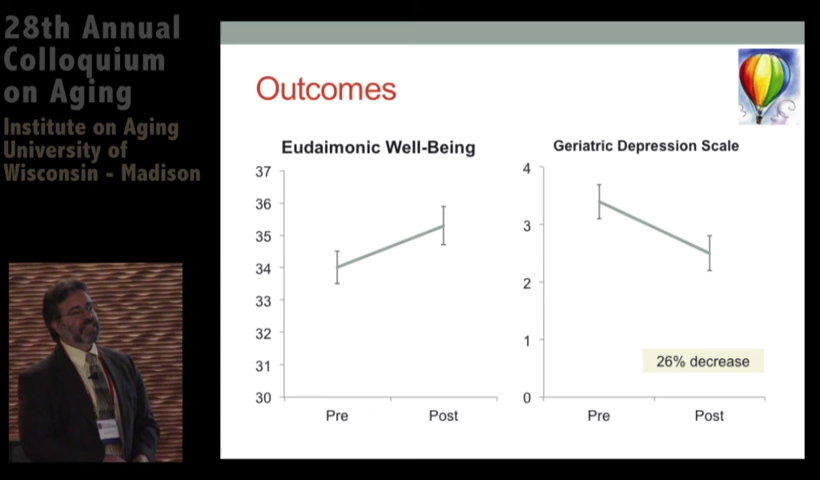 28th Annual
Colloquium
on Aging
Institute on Aging
University of
Wisconsin - Madison
Outcomes
Eudaimonic Well-Being
37
36
35
34
33
32
31
30
Pre Post
Geriatric Depression Scale
4
3
2
1
0
26% decrease
Pre Post